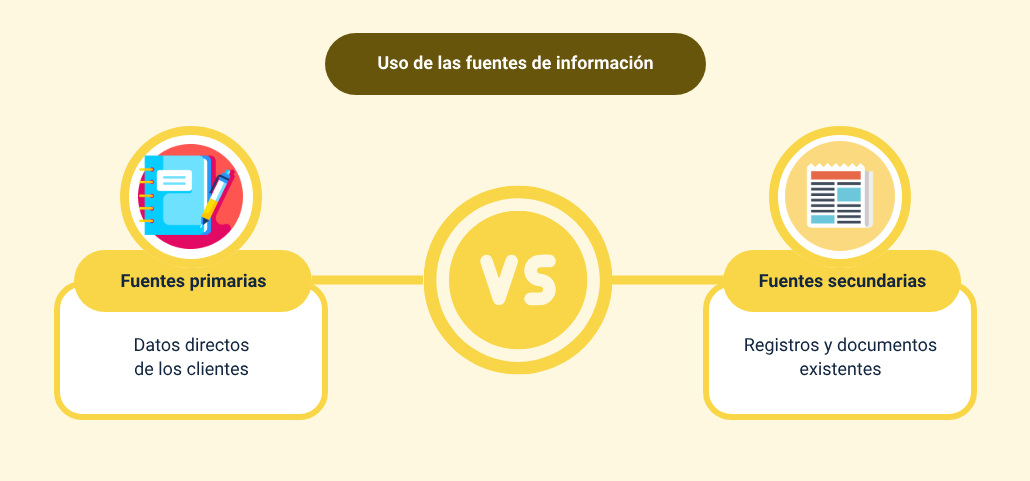 Uso de las fuentes de información
Fuentes primarias
Datos directos
de los clientes
VS
Fuentes secundarias
Registros y documentos
existentes